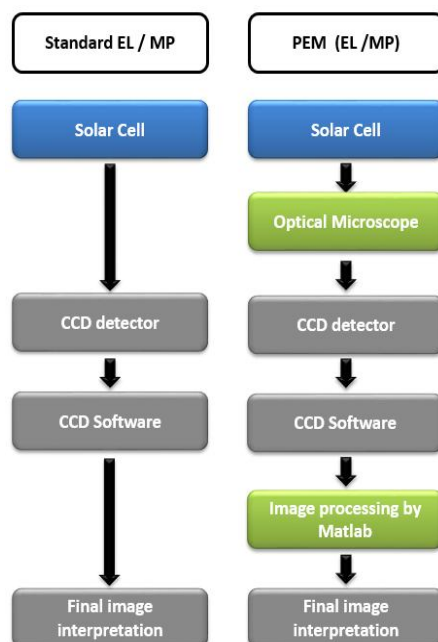 Standard EL / MP
Solar Cell
CCD detector
CCD Software
Final image
interpretation
PEM (EL /MP)
Solar Cell
Optical Microscope
CCD detector
CCD Software
Image processing by
Matlab
Final image
interpretation